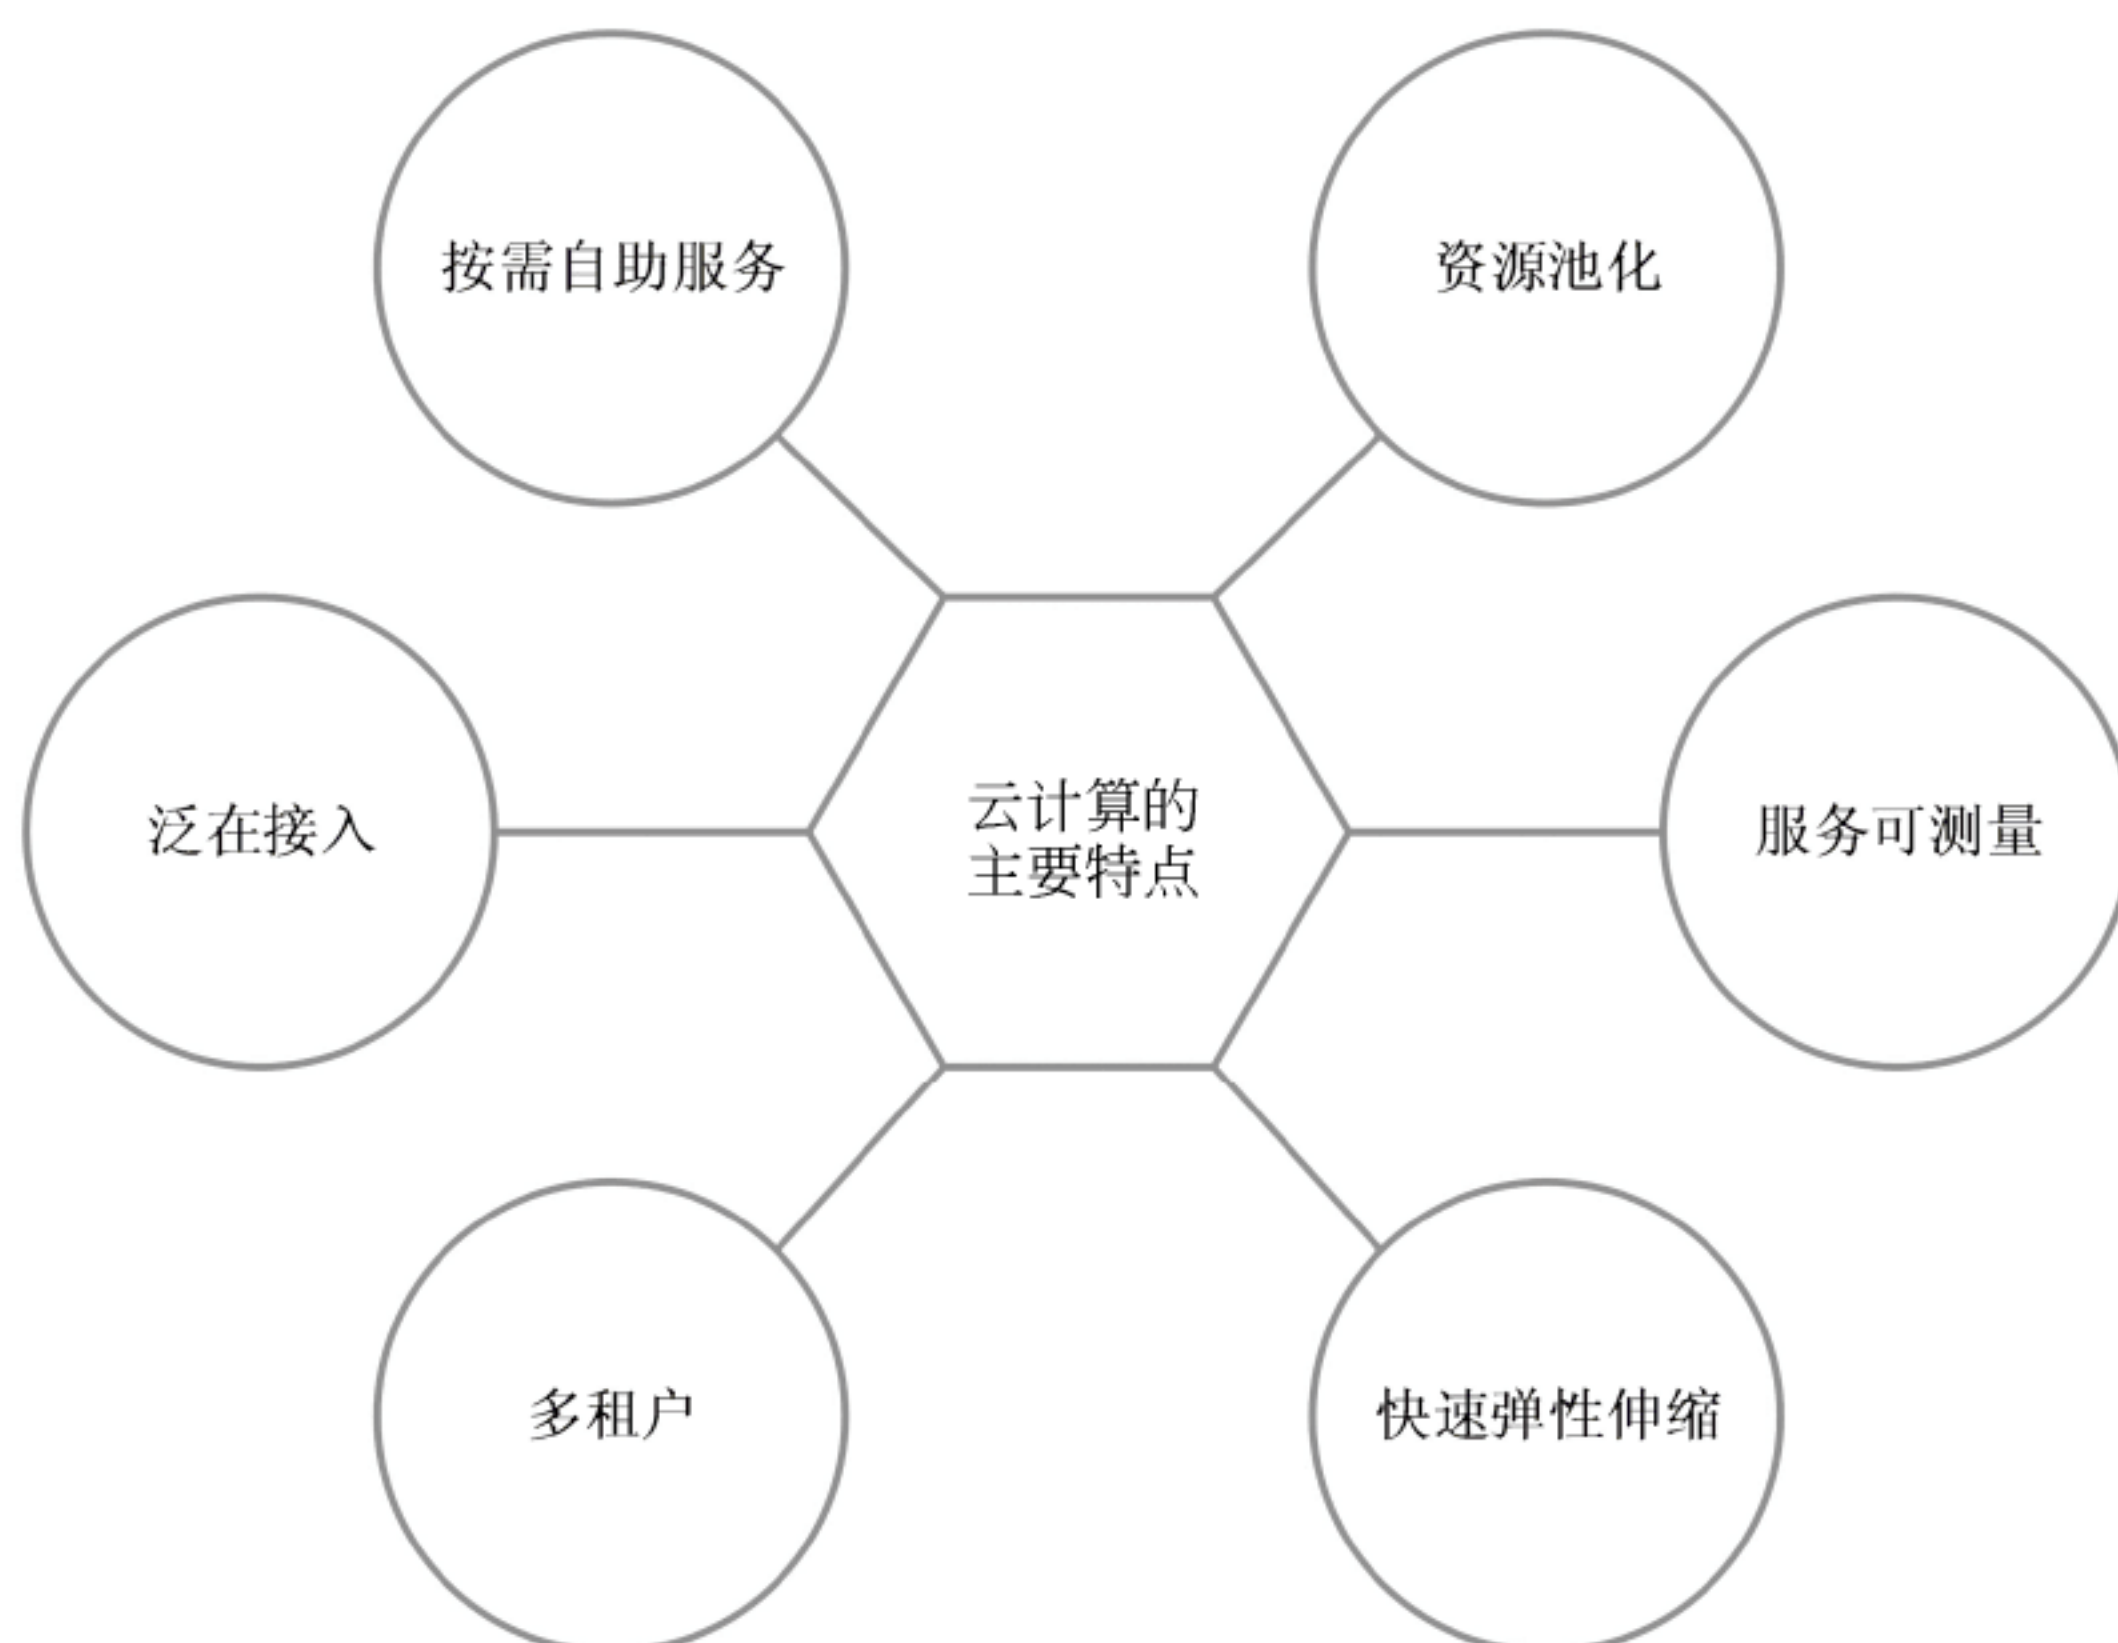 按需自助服务
资源池化
泛在接入
云计算的
主要特点
服务可测量
多租户
快速弹性伸缩